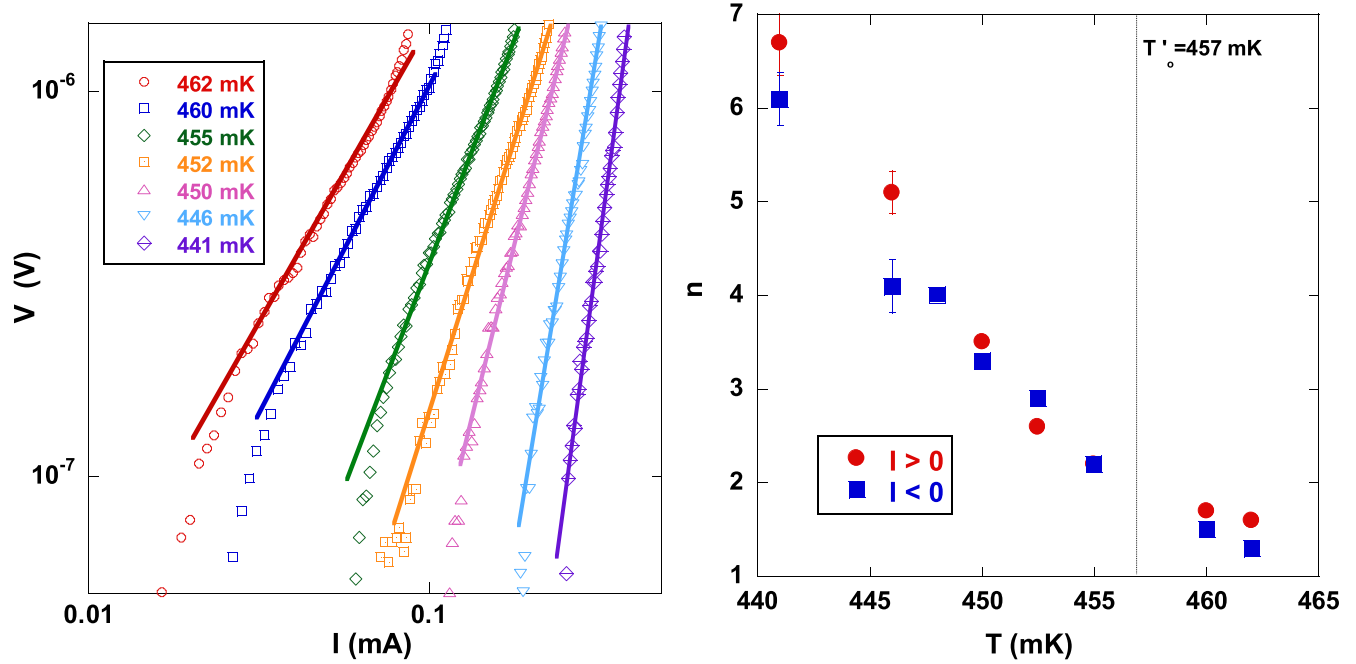 10⁻⁶
10⁻⁷
V (V)
462 mK
460 mK
455 mK
452 mK
450 mK
446 mK
441 mK
0.01
0.1
I (mA)
7
6
5
4
3
2
1
n
T'ₒ=457 mK
I > 0
I < 0
440
445
450
455
460
465
T (mK)